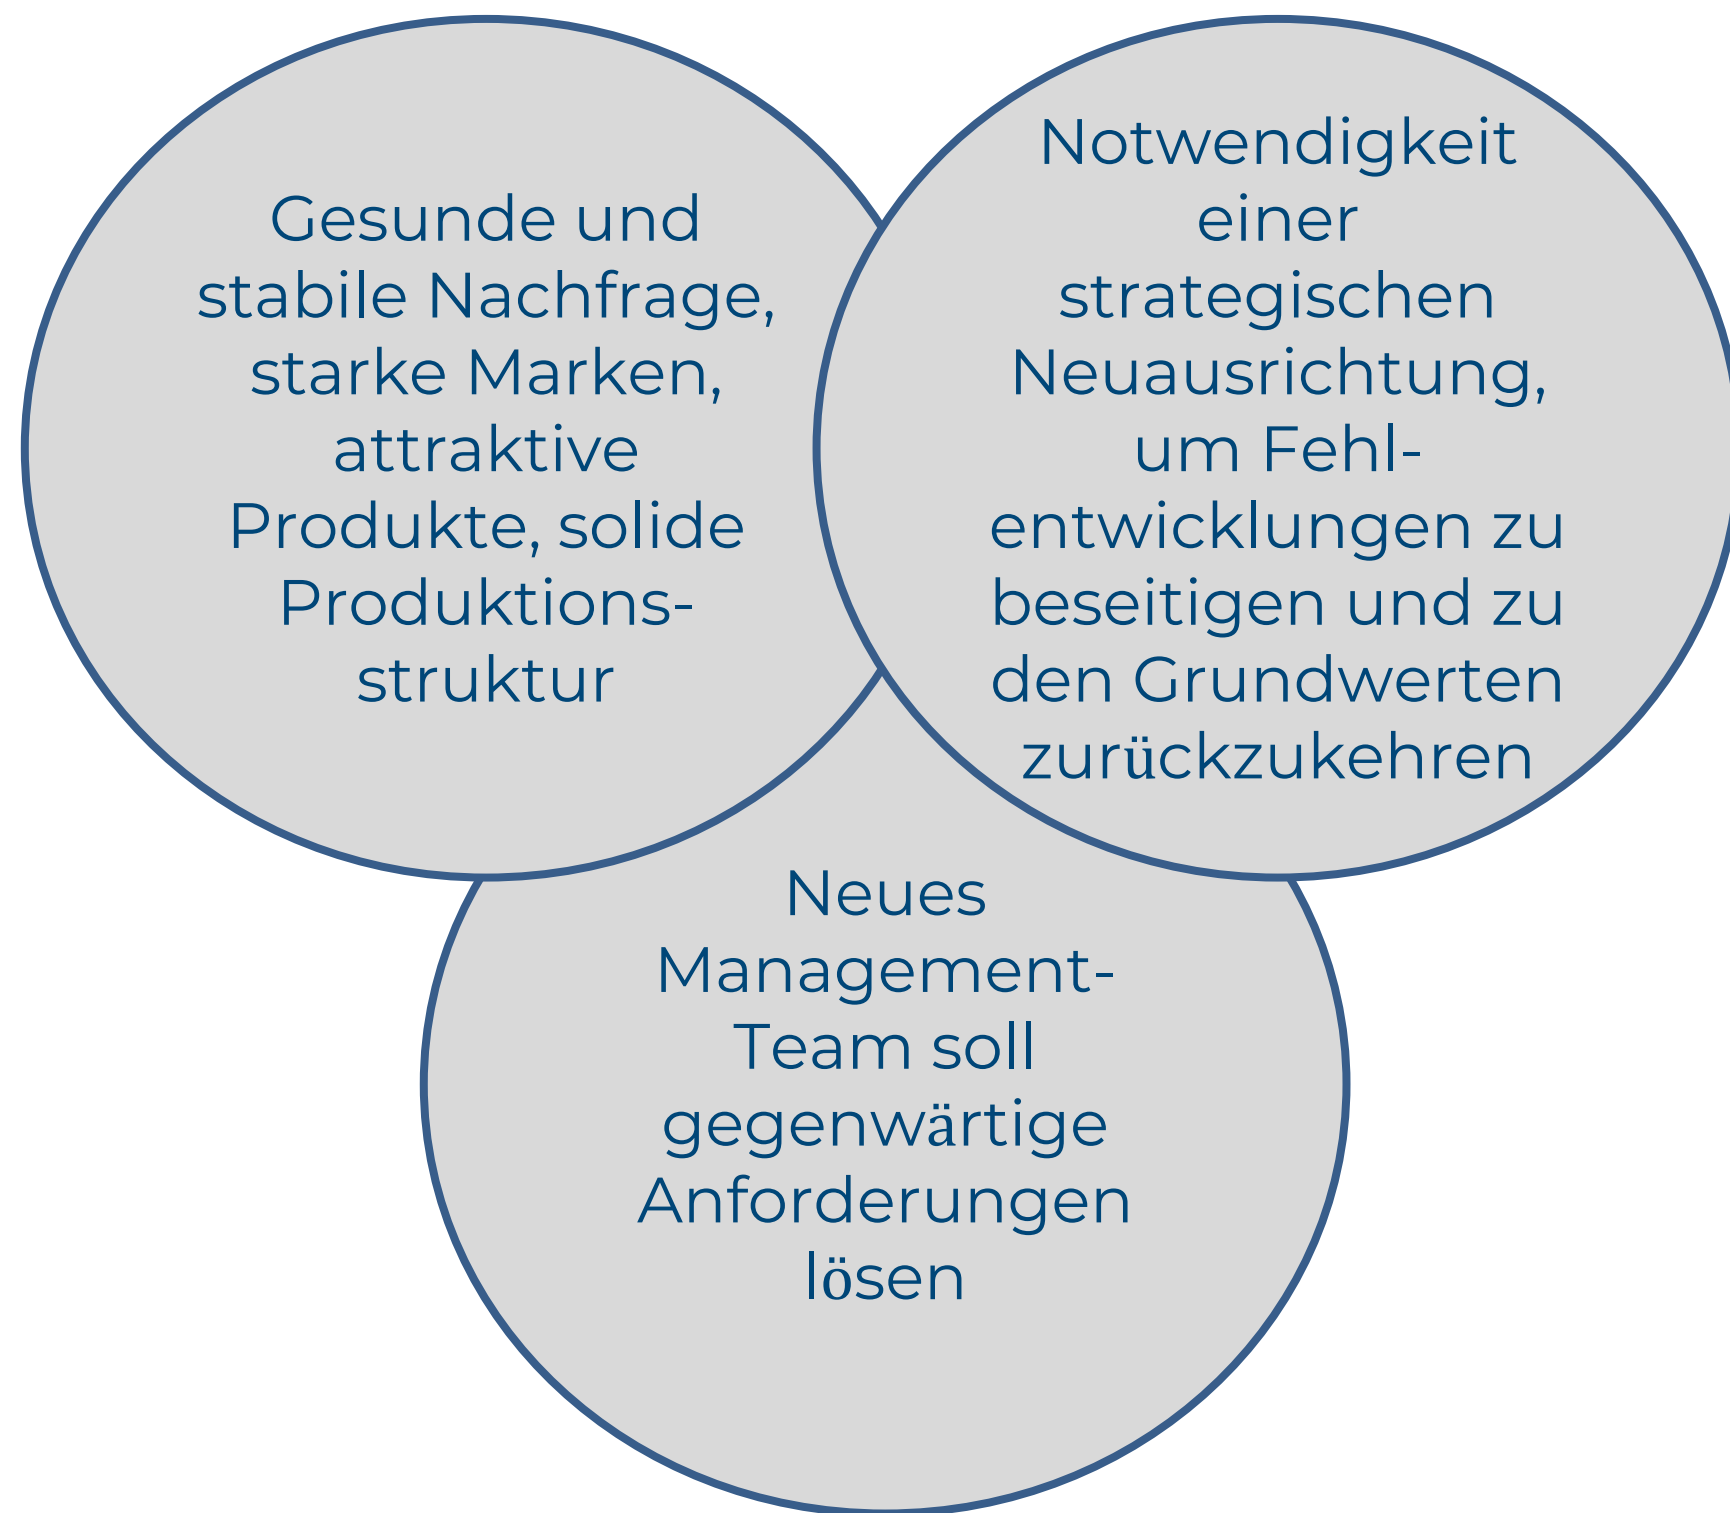 Gesunde und
stabile Nachfrage,
starke Marken,
attraktive
Produkte, solide
Produktions-
struktur
Notwendigkeit
einer
strategischen
Neuausrichtung,
um Fehl-
entwicklungen zu
beseitigen und zu
den Grundwerten
zurückzukehren
Neues
Management-
Team soll
gegenwärtige
Anforderungen
lösen